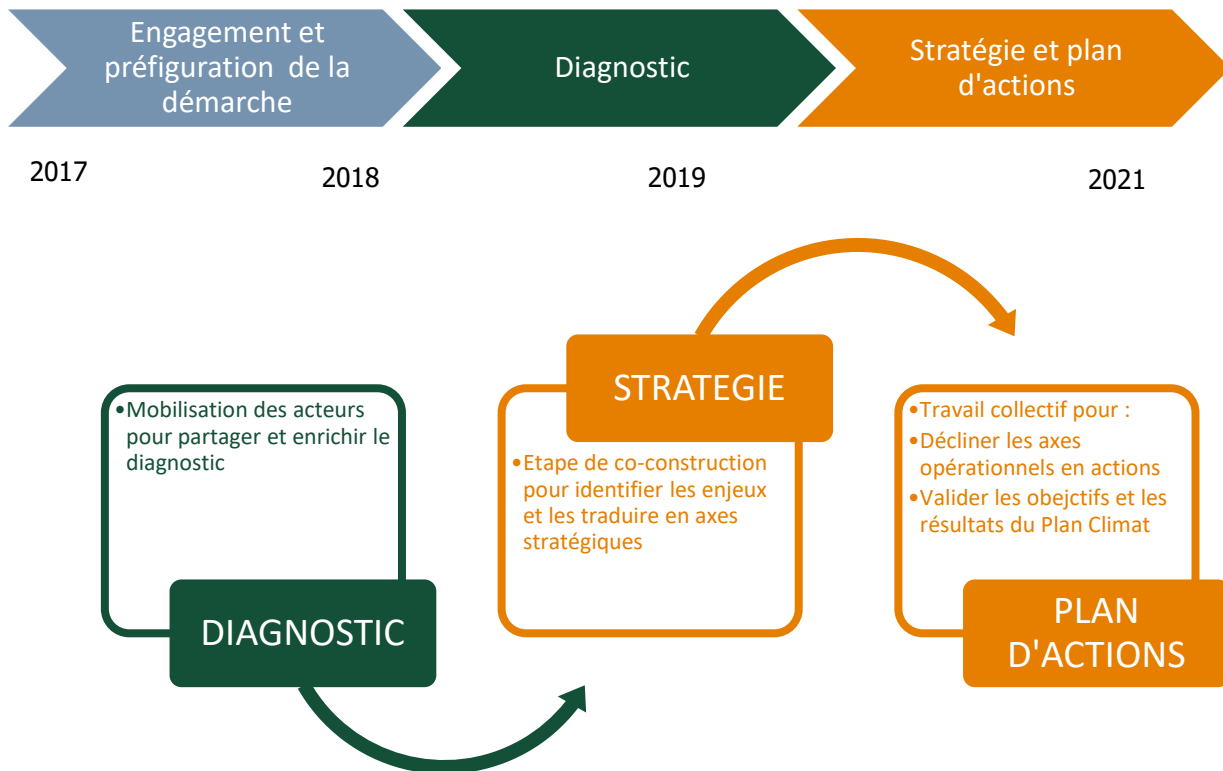 Engagement et
préfiguration de la
démarche
Diagnostic
Stratégie et plan
d'actions
2017
2018
2019
2021
•Mobilisation des acteurs
pour partager et enrichir le
diagnostic
DIAGNOSTIC
STRATEGIE
•Etape de co-construction
pour identifier les enjeux
et les traduire en axes
stratégiques
•Travail collectif pour :
•Décliner les axes
opérationnels en actions
•Valider les obejctifs et les
résultats du Plan Climat
PLAN
D'ACTIONS